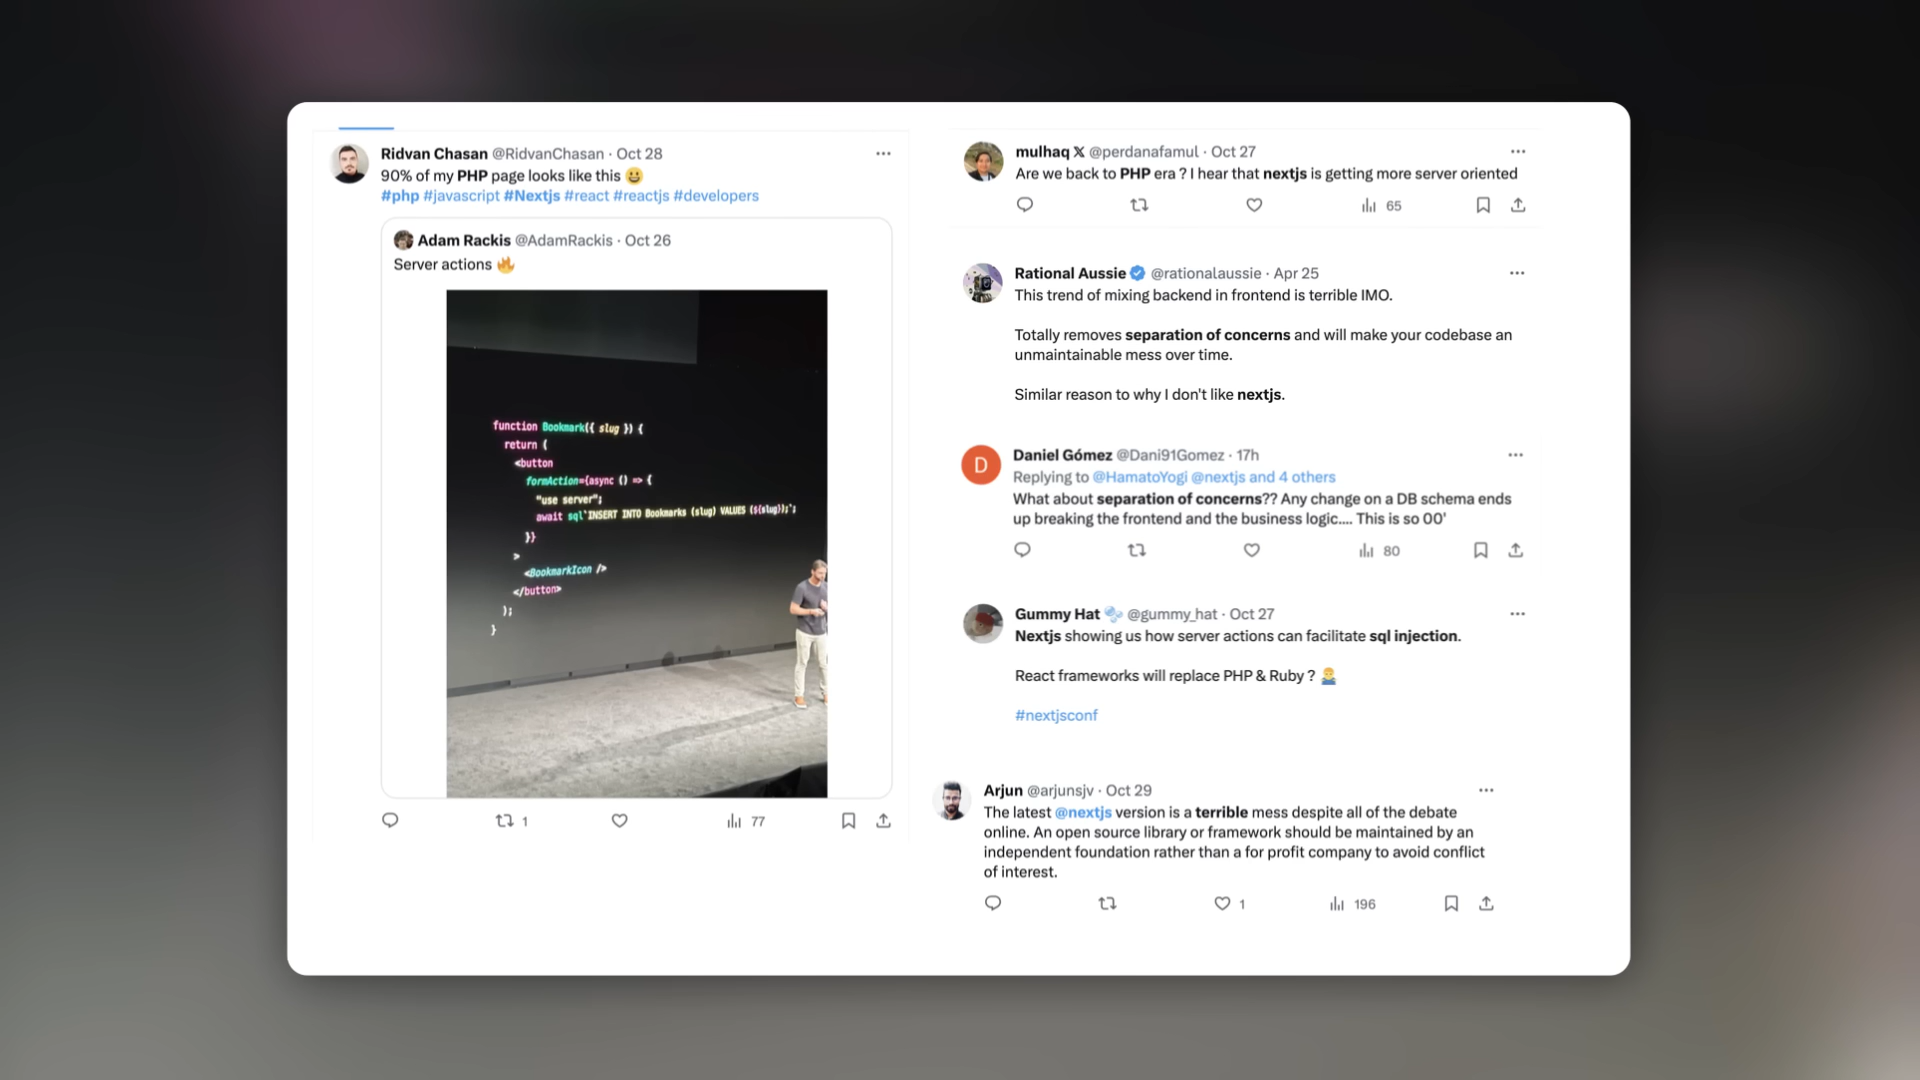 Ridvan Chasan @RidvanChasan · Oct 28
90% of my PHP page looks like this 😀
#php #javascript #Nextjs #react #reactjs #developers
Adam Rackis @AdamRackis · Oct 26
Server actions 🔥
function Bookmark({ slug }) {
return (
<button
formAction={async () => {
"use server";
await sql`INSERT INTO Bookmarks (slug) VALUES (${slug});`;
}}
>
<BookmarkIcon />
</button>
);
}
1
77
mulhaq 𝕏 @perdanafamul · Oct 27
Are we back to PHP era ? I hear that nextjs is getting more server oriented
65
Rational Aussie @rationalaussie · Apr 25
This trend of mixing backend in frontend is terrible IMO.
Totally removes separation of concerns and will make your codebase an
unmaintainable mess over time.
Similar reason to why I don't like nextjs.
D
Daniel Gómez @Dani91Gomez · 17h
Replying to @HamatoYogi @nextjs and 4 others
What about separation of concerns?? Any change on a DB schema ends
up breaking the frontend and the business logic.... This is so 00'
80
Gummy Hat @gummy_hat · Oct 27
Nextjs showing us how server actions can facilitate sql injection.
React frameworks will replace PHP & Ruby ? 🤷‍♂️
#nextjsconf
Arjun @arjunsjv · Oct 29
The latest @nextjs version is a terrible mess despite all of the debate
online. An open source library or framework should be maintained by an
independent foundation rather than a for profit company to avoid conflict
of interest.
1
196